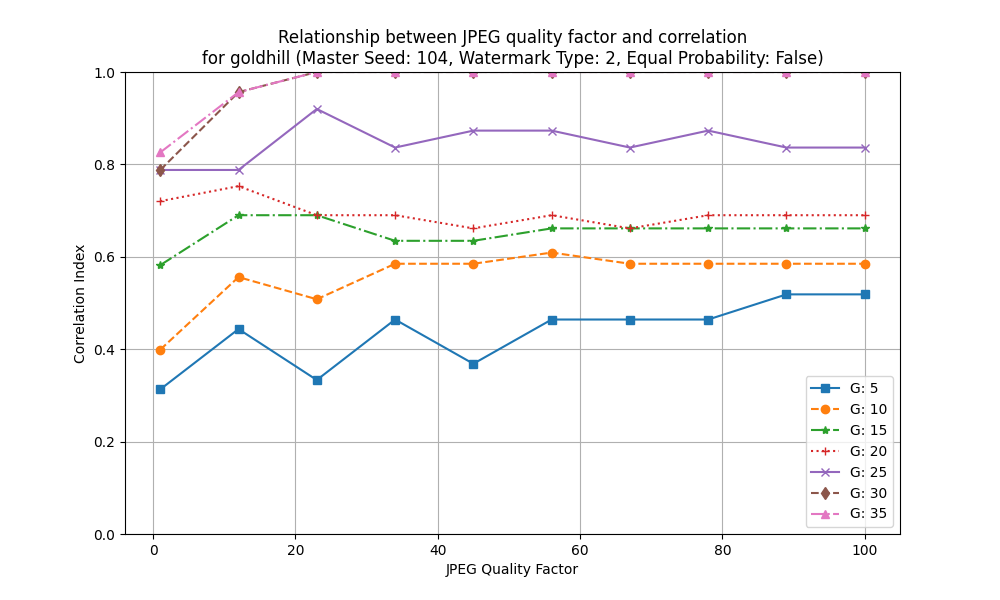 Relationship between JPEG quality factor and correlation
for goldhill (Master Seed: 104, Watermark Type: 2, Equal Probability: False)
1.0
0.8
0.6
0.4
0.2
0.0
Correlation Index
0 20 40 60 80 100
JPEG Quality Factor
G: 5
G: 10
G: 15
G: 20
G: 25
G: 30
G: 35